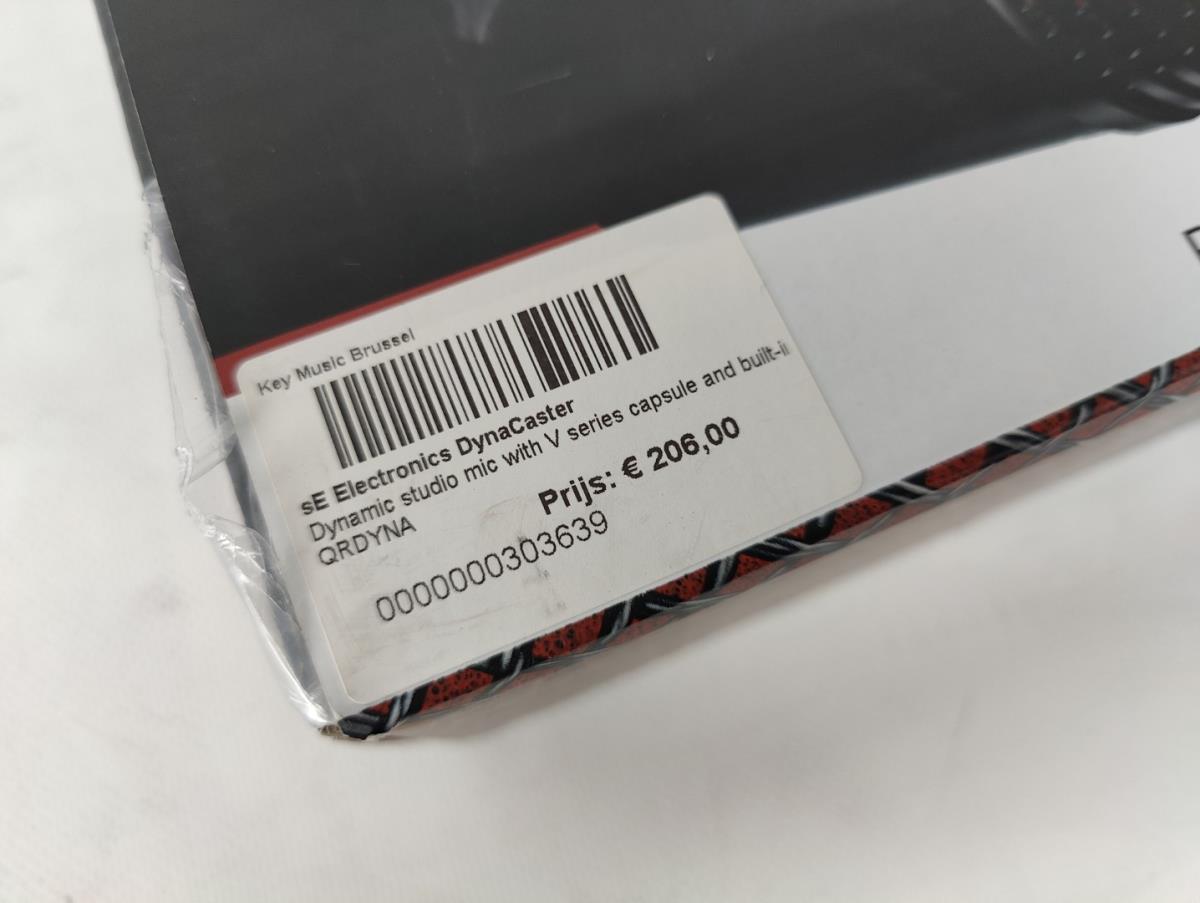 Key Music Brussel
sE Electronics DynaCaster
Dynamic studio mic with V series capsule and built-i
QRDYNA
Prijs: € 206,00
0000000303639